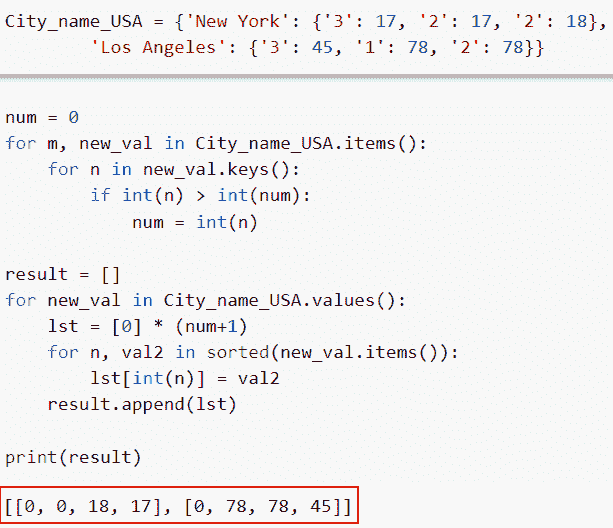 City_name_USA = {'New York': {'3': 17, '2': 17, '2': 18},
        'Los Angeles': {'3': 45, '1': 78, '2': 78}}
num = 0
for m, new_val in City_name_USA.items():
    for n in new_val.keys():
        if int(n) > int(num):
            num = int(n)
result = []
for new_val in City_name_USA.values():
    lst = [0] * (num+1)
    for n, val2 in sorted(new_val.items()):
        lst[int(n)] = val2
    result.append(lst)
print(result)
[[0, 0, 18, 17], [0, 78, 78, 45]]